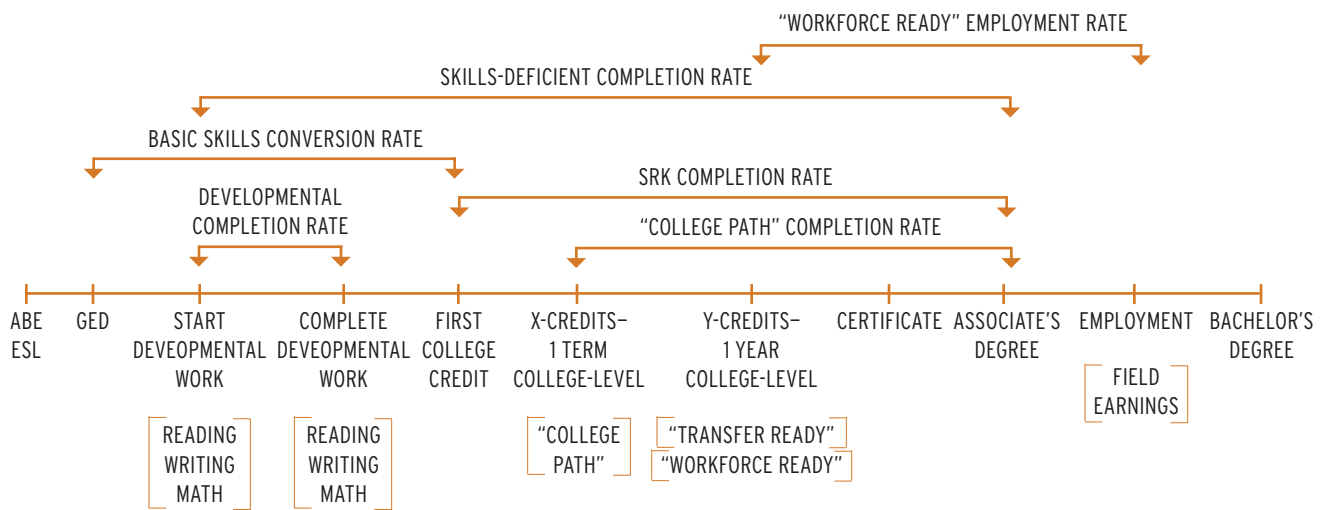 “WORKFORCE READY” EMPLOYMENT RATE
SKILLS-DEFICIENT COMPLETION RATE
BASIC SKILLS CONVERSION RATE
SRK COMPLETION RATE
DEVELOPMENTAL
COMPLETION RATE
“COLLEGE PATH” COMPLETION RATE
ABE
ESL
GED
START
DEVEOPMENTAL
WORK
READING
WRITING
MATH
COMPLETE
DEVEOPMENTAL
WORK
READING
WRITING
MATH
FIRST
COLLEGE
CREDIT
X-CREDITS–
1 TERM
COLLEGE-LEVEL
“COLLEGE
PATH”
Y-CREDITS–
1 YEAR
COLLEGE-LEVEL
“TRANSFER READY”
“WORKFORCE READY”
CERTIFICATE
ASSOCIATE’S
DEGREE
EMPLOYMENT
FIELD
EARNINGS
BACHELOR’S
DEGREE